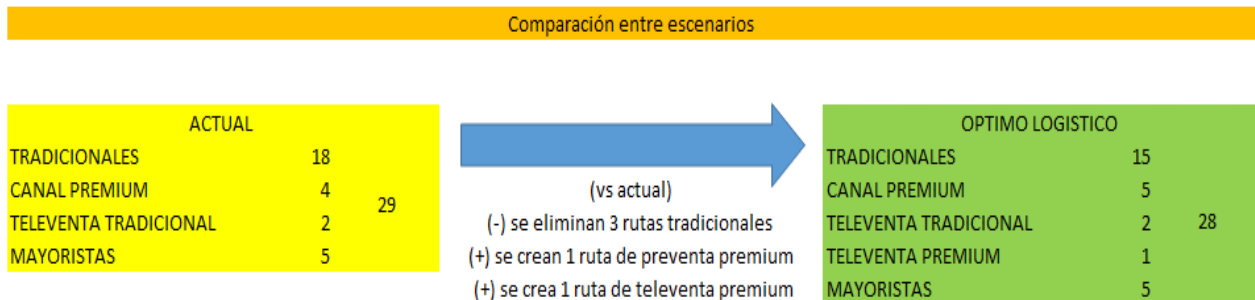 Comparación entre escenarios
ACTUAL
TRADICIONALES 18
CANAL PREMIUM 4
29
TELEVENTA TRADICIONAL 2
MAYORISTAS 5
(vs actual)
(-) se eliminan 3 rutas tradicionales
(+) se crean 1 ruta de preventa premium
(+) se crea 1 ruta de televenta premium
OPTIMO LOGISTICO
TRADICIONALES 15
CANAL PREMIUM 5
TELEVENTA TRADICIONAL 2 28
TELEVENTA PREMIUM 1
MAYORISTAS 5